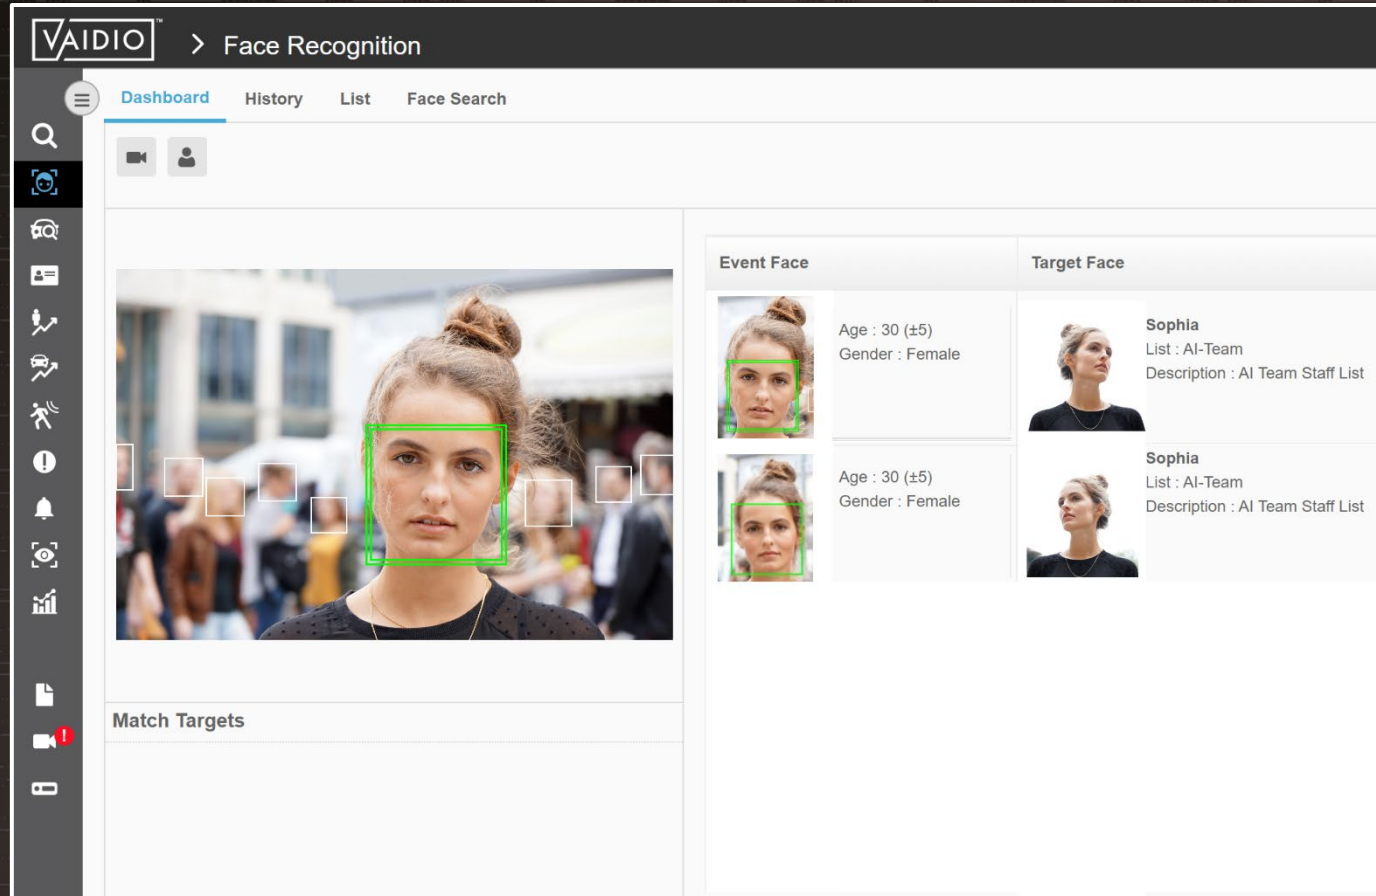 VAIDIO™ > Face Recognition
Dashboard History List Face Search
Event Face Target Face
Age : 30 (±5)
Gender : Female
Sophia
List : AI-Team
Description : AI Team Staff List
Age : 30 (±5)
Gender : Female
Sophia
List : AI-Team
Description : AI Team Staff List
Match Targets